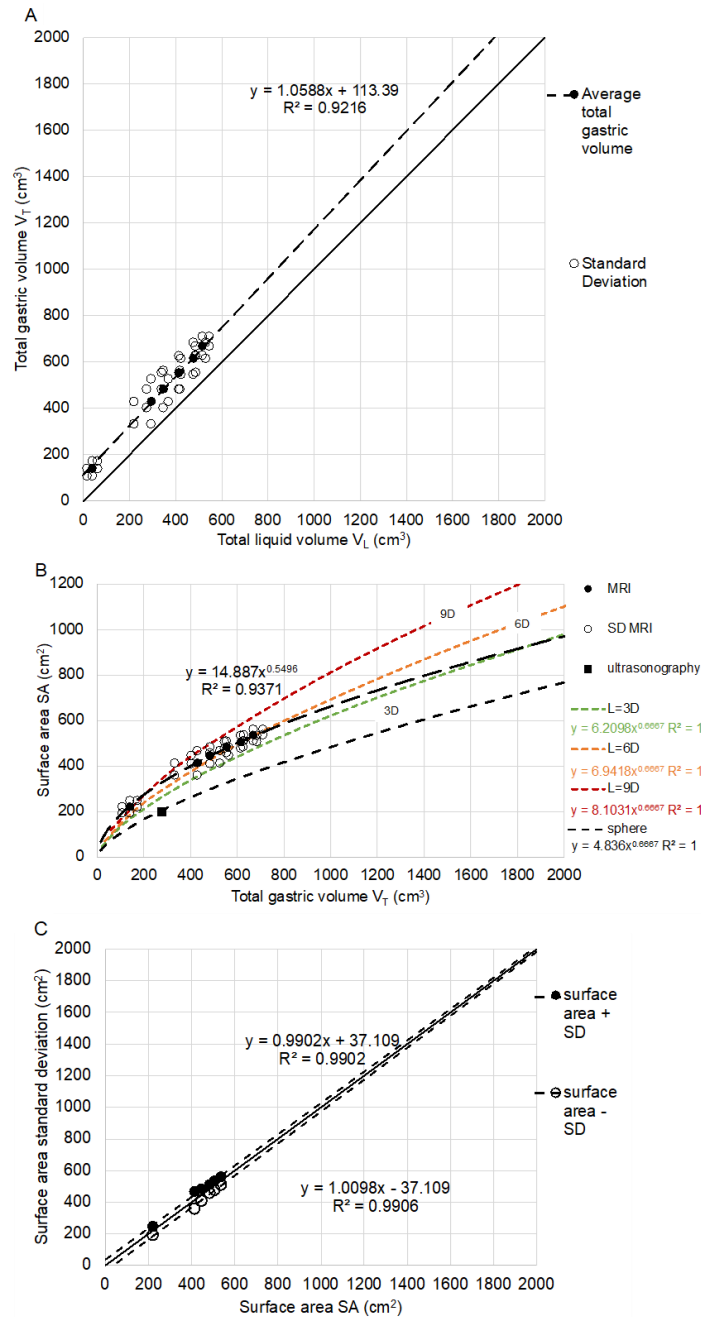 A
2000
1800
1600
1400
1200
1000
800
600
400
200
0
Total gastric volume V_T (cm³)
y = 1.0588x + 113.39
R² = 0.9216
Average
total
gastric
volume
Standard
Deviation
0 200 400 600 800 1000 1200 1400 1600 1800 2000
Total liquid volume V_L (cm³)
B
1200
1000
800
600
400
200
0
Surface area SA (cm²)
9D
6D
3D
y = 14.887x^0.5496
R² = 0.9371
MRI
SD MRI
ultrasonography
L=3D
y = 6.2098x^0.6667 R² = 1
L=6D
y = 6.9418x^0.6667 R² = 1
L=9D
y = 8.1031x^0.6667 R² = 1
sphere
y = 4.836x^0.6667 R² = 1
0 200 400 600 800 1000 1200 1400 1600 1800 2000
Total gastric volume V_T (cm³)
C
2000
1800
1600
1400
1200
1000
800
600
400
200
0
Surface area standard deviation (cm²)
y = 0.9902x + 37.109
R² = 0.9902
y = 1.0098x - 37.109
R² = 0.9906
surface
area +
SD
surface
area -
SD
0 200 400 600 800 1000 1200 1400 1600 1800 2000
Surface area SA (cm²)